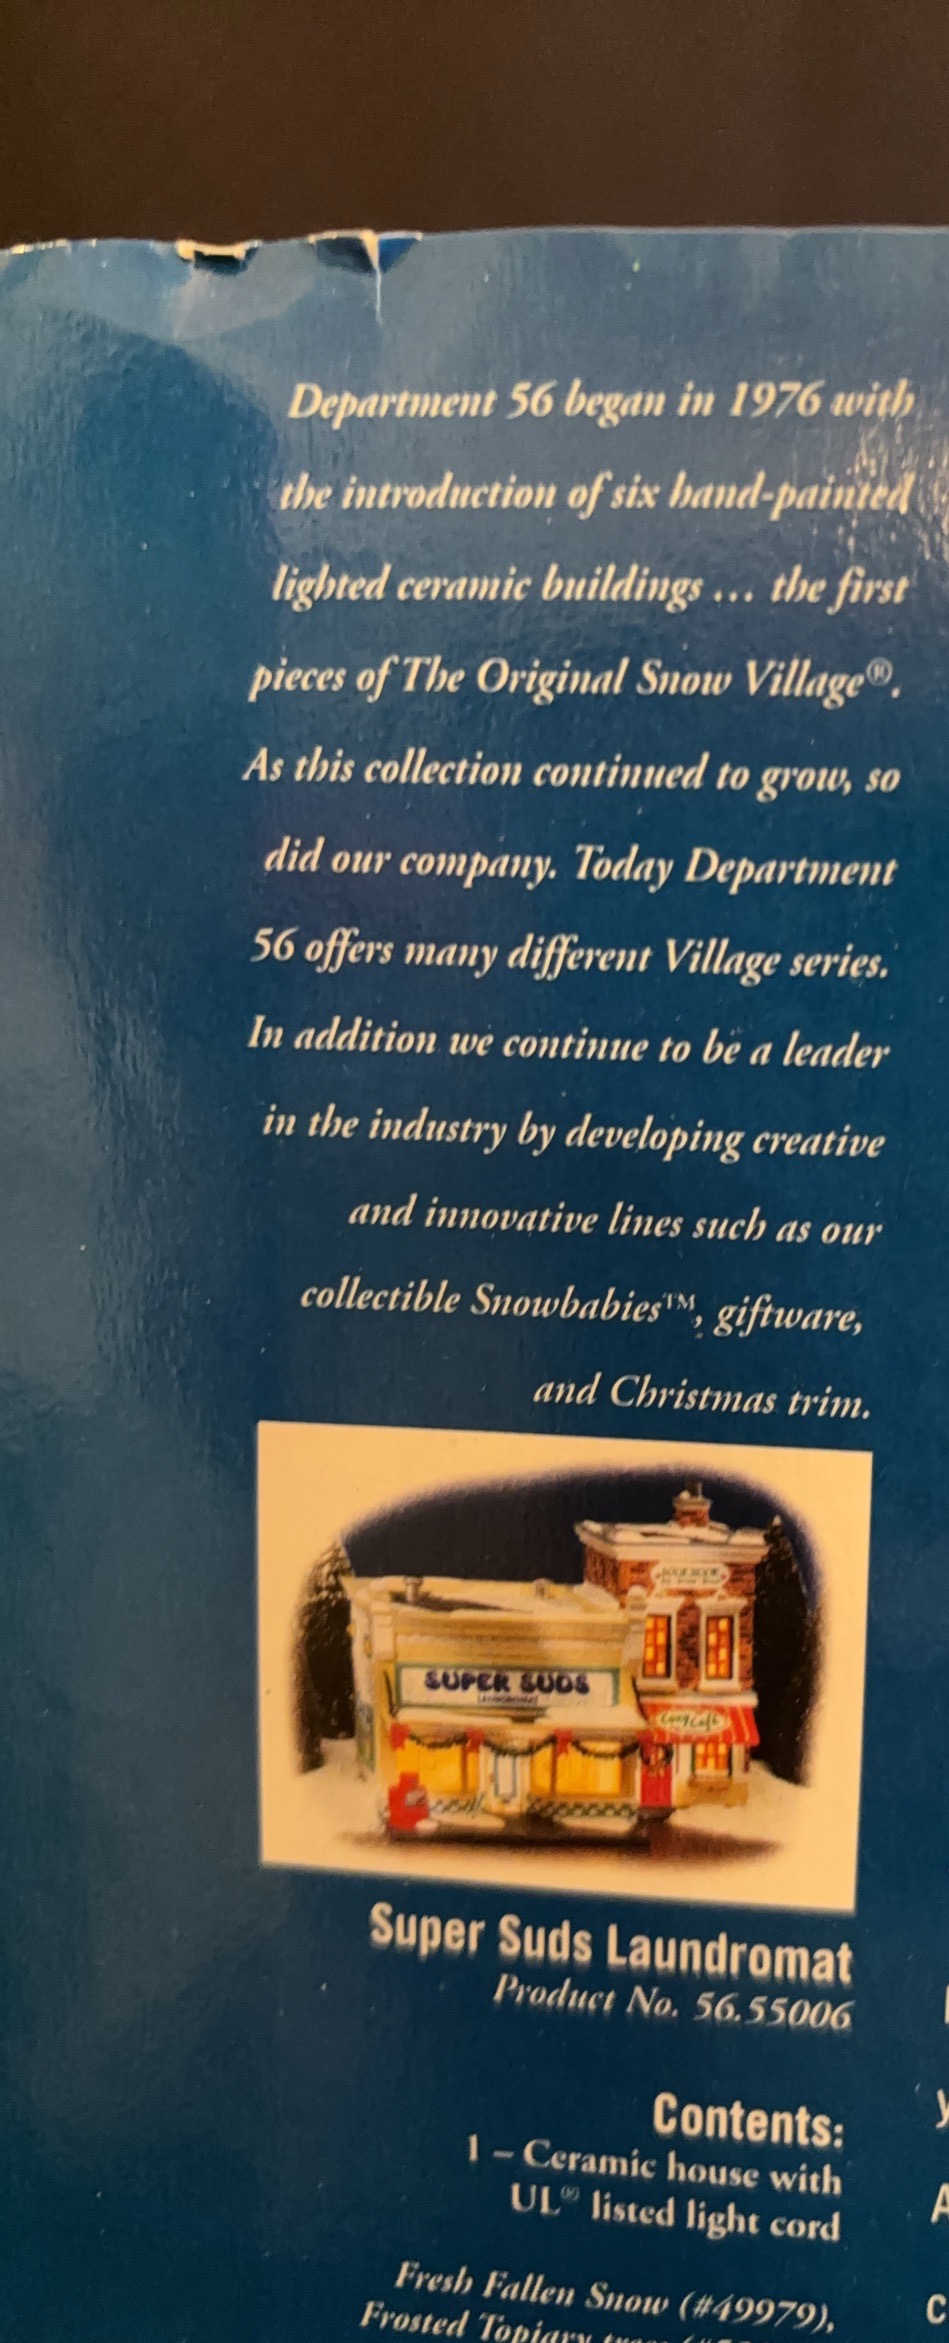 Department 56 began in 1976 with
the introduction of six hand-painted
lighted ceramic buildings ... the first
pieces of The Original Snow Village®.
As this collection continued to grow, so
did our company. Today Department
56 offers many different Village series.
In addition we continue to be a leader
in the industry by developing creative
and innovative lines such as our
collectible Snowbabies™, giftware,
and Christmas trim.
SUPER SUDS
LAUNDROMAT
Cozy Café
Super Suds Laundromat
Product No. 56.55006
Contents:
1 – Ceramic house with
UL® listed light cord
Fresh Fallen Snow (#49979),
Frosted Topiary